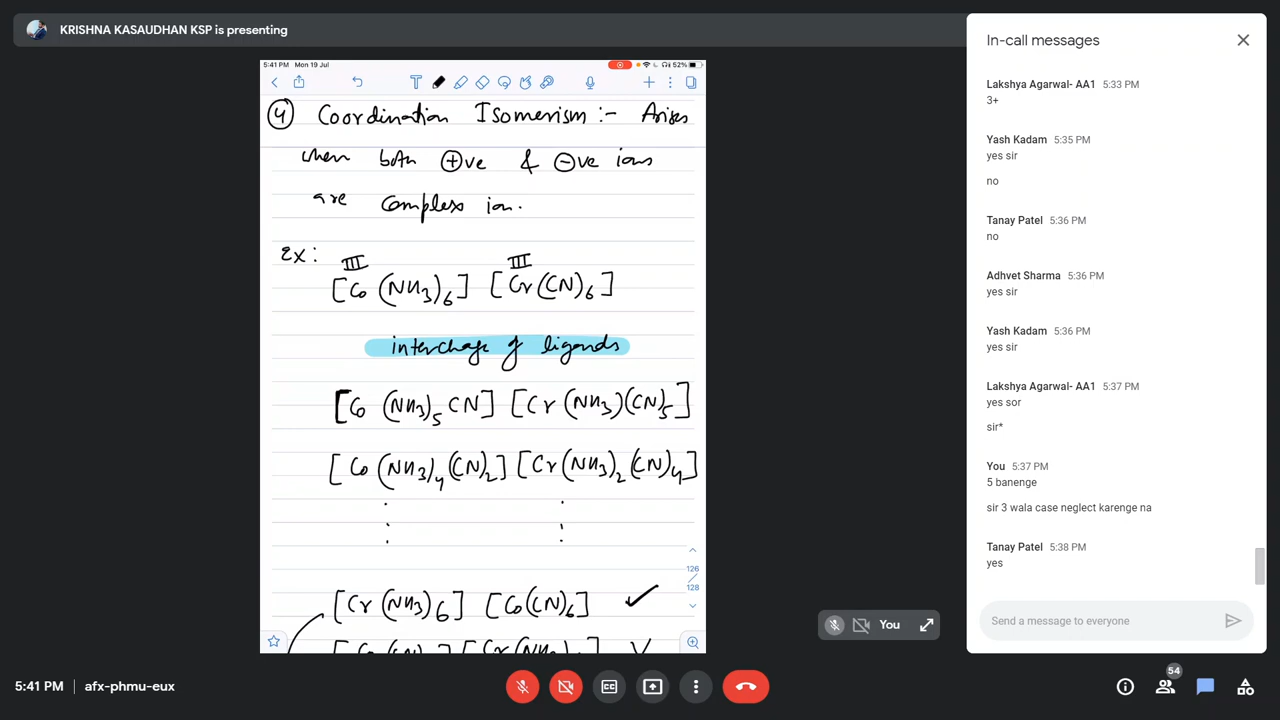 KRISHNA KASAUDHAN KSP is presenting
5:41 PM Mon 19 Jul
52%
④ Coordination Isomerism :- Arises
when both ⊕ve & ⊖ve ions
are complex ion.
Ex: III III
[Co(NH3)6] [Cr(CN)6]
interchage of ligands
[Co(NH3)5CN] [Cr(NH3)(CN)5]
[Co(NH3)4(CN)2] [Cr(NH3)2(CN)4]
126
128
[Cr(NH3)6] [Co(CN)6] ✓
You
In-call messages
Lakshya Agarwal- AA1 5:33 PM
3+
Yash Kadam 5:35 PM
yes sir
no
Tanay Patel 5:36 PM
no
Adhvet Sharma 5:36 PM
yes sir
Yash Kadam 5:36 PM
yes sir
Lakshya Agarwal- AA1 5:37 PM
yes sor
sir*
You 5:37 PM
5 banenge
sir 3 wala case neglect karenge na
Tanay Patel 5:38 PM
yes
Send a message to everyone
5:41 PM afx-phmu-eux
54